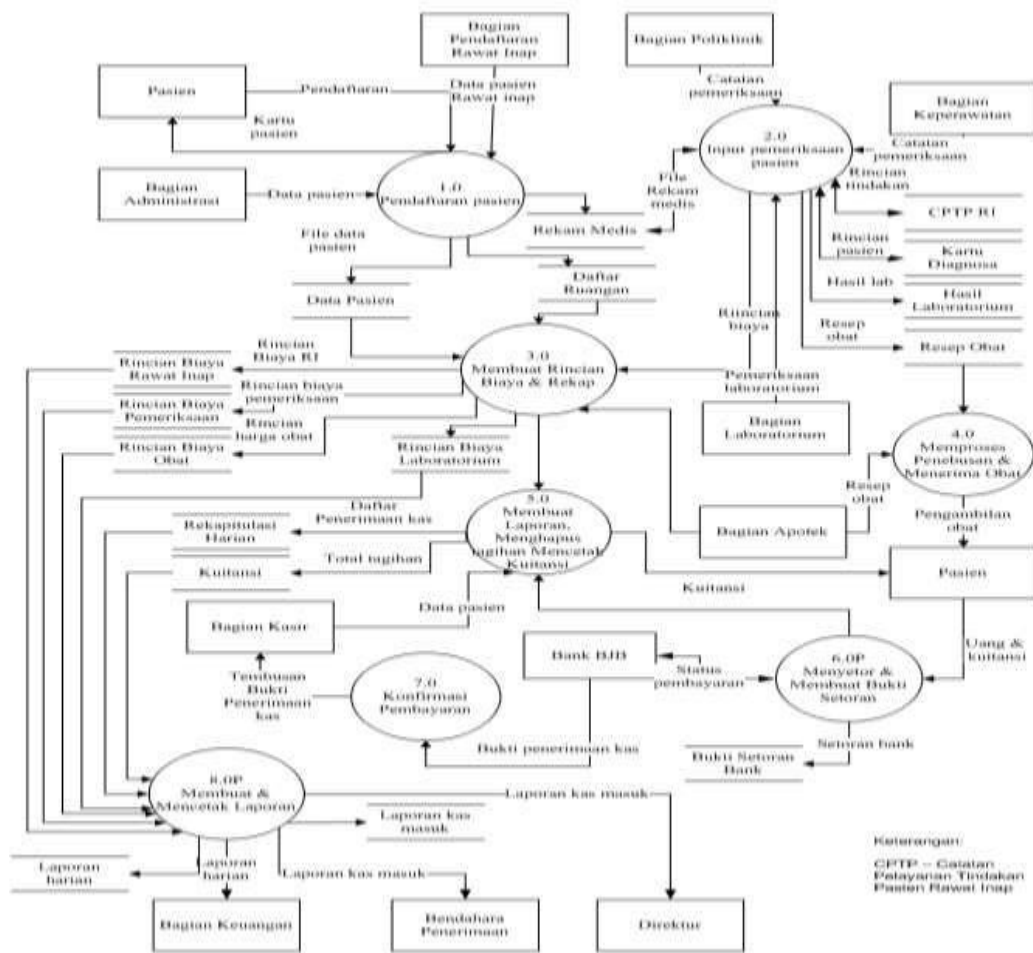 Bagian
Pendaftaran
Rawat Inap
Bagian Poliklinik
Pasien
Pendaftaran
Data pasien
Rawat inap
Catatan
pemeriksaan
Bagian
Keperawatan
Kartu
pasien
2.0
Input pemeriksaan
pasien
Catatan
pemeriksaan
Bagian
Administrasi
Data pasien
1.0
Pendaftaran pasien
File
Rekam
medis
Rincian
tindakan
CPTP RI
File data
pasien
Rekam Medis
Rincian
pasien
Kartu
Diagnosa
Data Pasien
Daftar
Ruangan
Hasil lab
Hasil
Laboratorium
Riincian
biaya
Resep
obat
Resep Obat
Rincian
Biaya RI
Rincian Biaya
Rawat Inap
3.0
Membuat Rincian
Biaya & Rekap
Pemeriksaan
laboratorium
Rincian biaya
pemeriksaan
Rincian Biaya
Pemeriksaan
Rincian
harga obat
Bagian
Laboratorium
4.0
Memproses
Penebusan &
Menerima Obat
Rincian Biaya
Obat
Rincian Biaya
Laboratorium
Resep
obat
Daftar
Penerimaan kas
5.0
Membuat
Laporan,
Menghapus
tagihan Mencetak
Kuitansi
Bagian Apotek
Pengambilan
obat
Rekapitulasi
Harian
Kuitansi
Total tagihan
Kuitansi
Pasien
Bagian Kasir
Data pasien
Bank BJB
Status
pembayaran
6.0P
Menyetor &
Membuat Bukti
Setoran
Uang &
kuitansi
Tembusan
Bukti
Penerimaan
kas
7.0
Konfirmasi
Pembayaran
Bukti penerimaan kas
Setoran bank
Bukti Setoran
Bank
8.0P
Membuat &
Mencetak Laporan
Laporan kas masuk
Laporan kas
masuk
Laporan
harian
Laporan
harian
Laporan kas masuk
Bagian Keuangan
Bendahara
Penerimaan
Direktur
Keterangan:
CPTP = Catatan
Pelayanan Tindakan
Pasien Rawat Inap